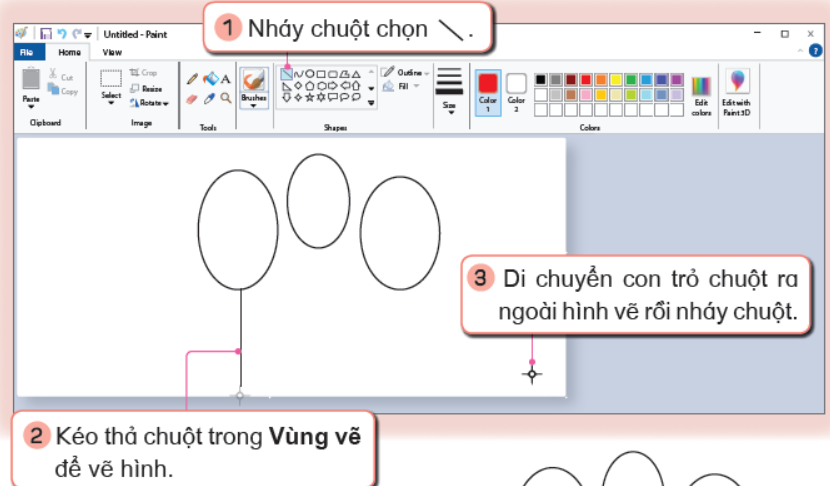 1 Nháy chuột chọn \ .
Untitled - Paint
File Home View
Paste
Cut
Copy
Clipboard
Select
Crop
Resize
Rotate
Image
Tools
Brushes
Shapes
Outline
Fill
Size
Color 1
Color 2
Colors
Edit colors
Edit with Paint 3D
3 Di chuyển con trỏ chuột ra
ngoài hình vẽ rồi nháy chuột.
2 Kéo thả chuột trong Vùng vẽ
để vẽ hình.